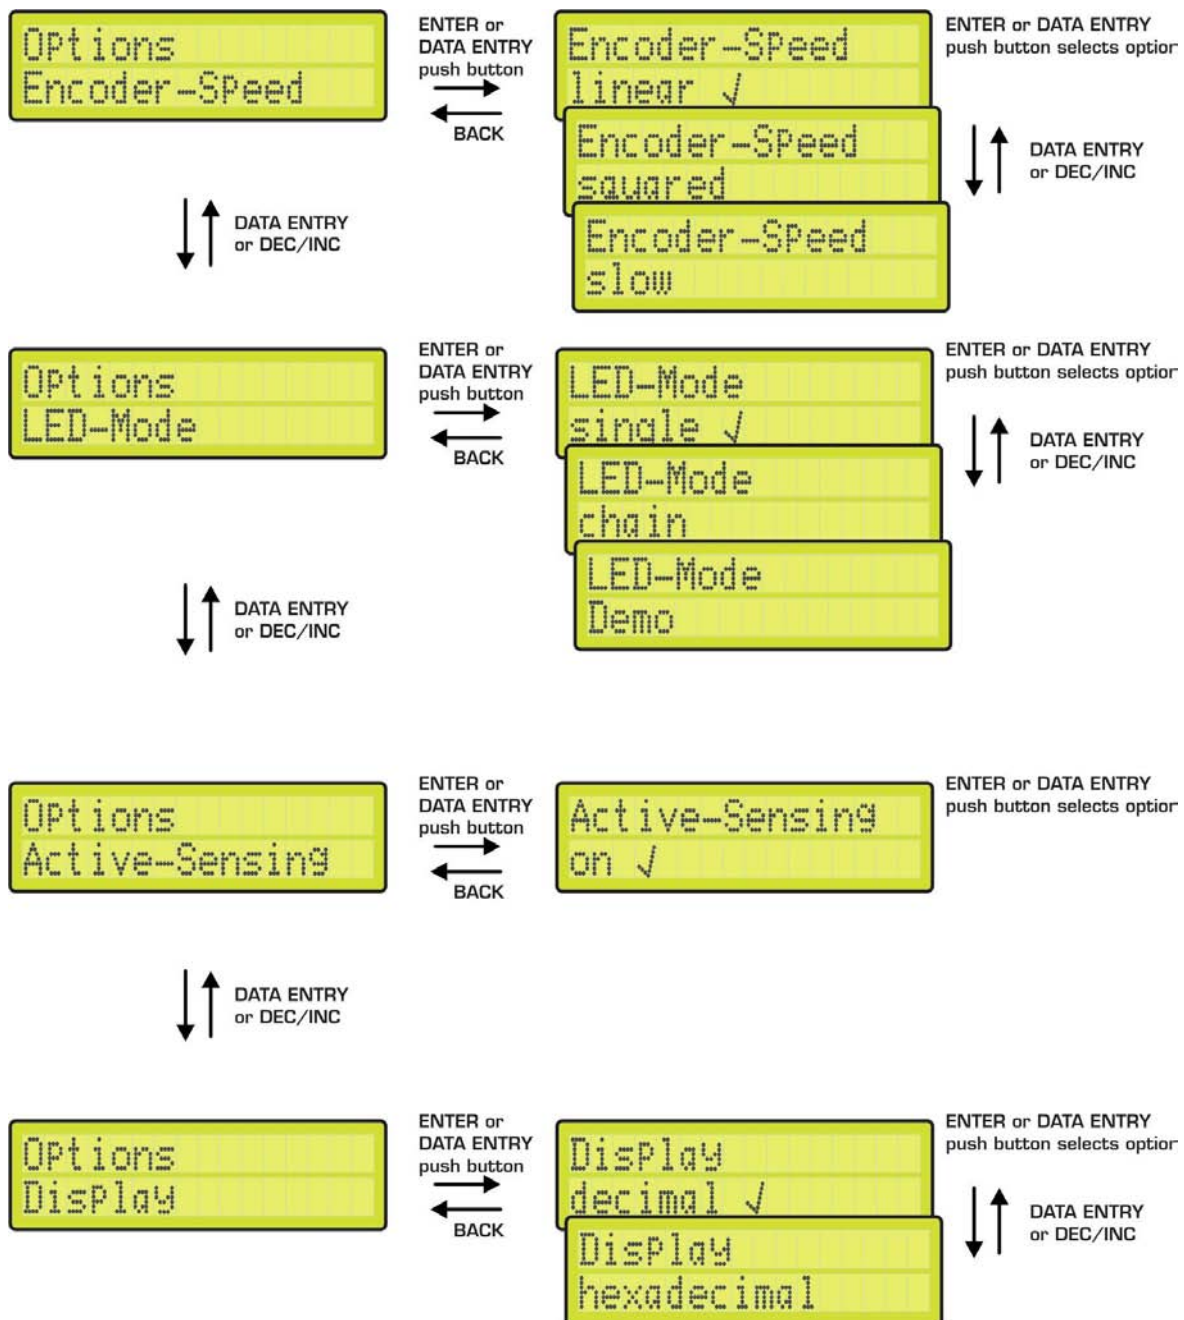 Options
Encoder-Speed
ENTER or
DATA ENTRY
push button
BACK
Encoder-Speed
linear ✓
Encoder-Speed
squared
Encoder-Speed
slow
ENTER or DATA ENTRY
push button selects option
DATA ENTRY
or DEC/INC
DATA ENTRY
or DEC/INC
Options
LED-Mode
ENTER or
DATA ENTRY
push button
BACK
LED-Mode
single ✓
LED-Mode
chain
LED-Mode
Demo
ENTER or DATA ENTRY
push button selects option
DATA ENTRY
or DEC/INC
DATA ENTRY
or DEC/INC
Options
Active-Sensing
ENTER or
DATA ENTRY
push button
BACK
Active-Sensing
on ✓
ENTER or DATA ENTRY
push button selects option
DATA ENTRY
or DEC/INC
Options
Display
ENTER or
DATA ENTRY
push button
BACK
Display
decimal ✓
Display
hexadecimal
ENTER or DATA ENTRY
push button selects option
DATA ENTRY
or DEC/INC